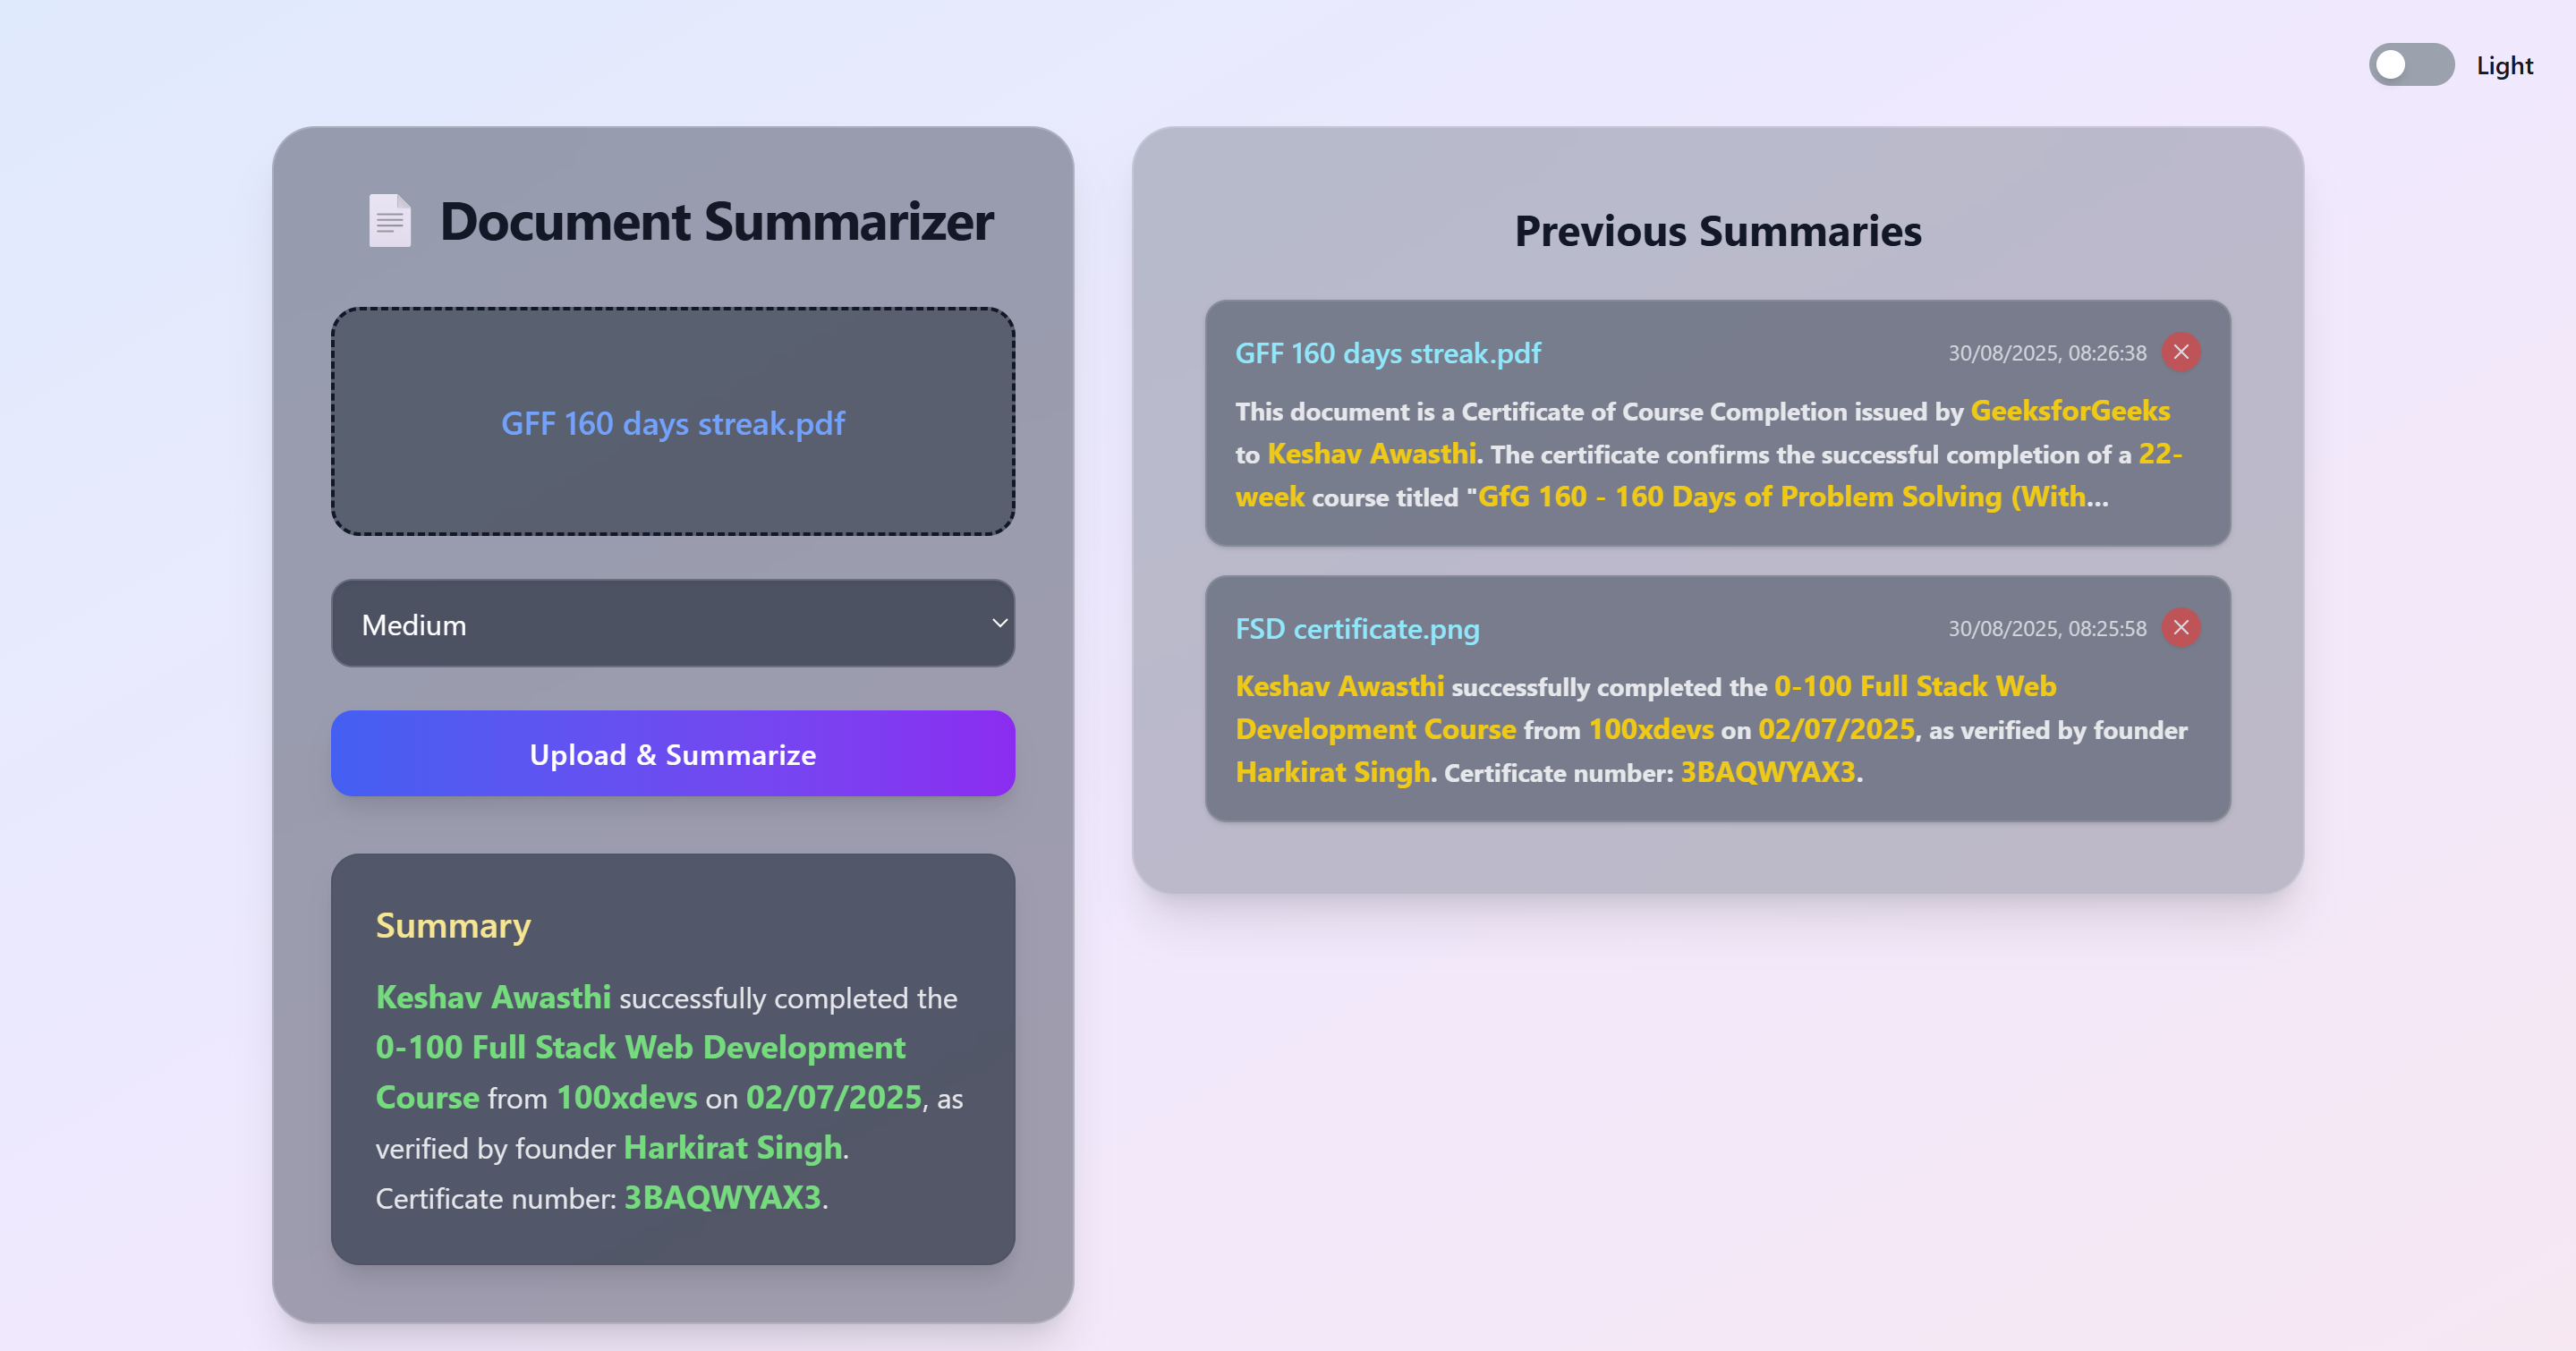 Light
Document Summarizer
GFF 160 days streak.pdf
Medium
Upload & Summarize
Summary
Keshav Awasthi successfully completed the
0-100 Full Stack Web Development
Course from 100xdevs on 02/07/2025, as
verified by founder Harkirat Singh.
Certificate number: 3BAQWYAX3.
Previous Summaries
GFF 160 days streak.pdf
30/08/2025, 08:26:38
This document is a Certificate of Course Completion issued by GeeksforGeeks
to Keshav Awasthi. The certificate confirms the successful completion of a 22-
week course titled "GfG 160 - 160 Days of Problem Solving (With...
FSD certificate.png
30/08/2025, 08:25:58
Keshav Awasthi successfully completed the 0-100 Full Stack Web
Development Course from 100xdevs on 02/07/2025, as verified by founder
Harkirat Singh. Certificate number: 3BAQWYAX3.